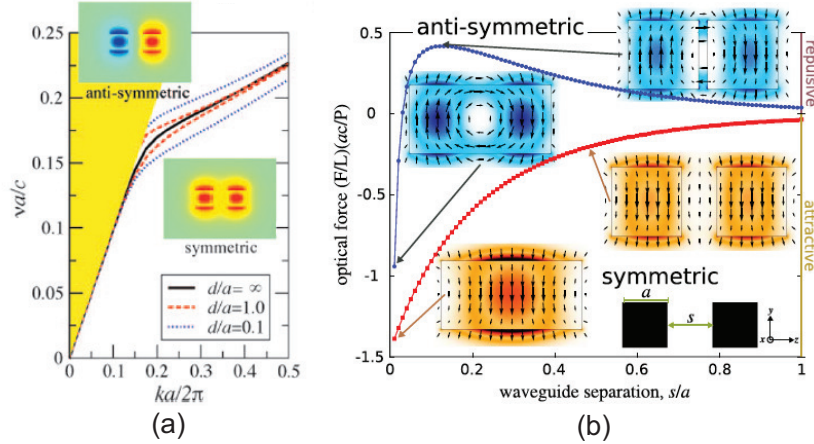 0.25
0.2
0.15
0.1
0.05
0
νa/c
anti-symmetric
symmetric
d/a= ∞
d/a=1.0
d/a=0.1
0
0.1
0.2
0.3
0.4
0.5
ka/2π
(a)
0.5
0
-0.5
-1
-1.5
optical force (F/L)(ac/P)
anti-symmetric
symmetric
a
s
y
x
z
repulsive
attractive
0
0.2
0.4
0.6
0.8
1
waveguide separation, s/a
(b)